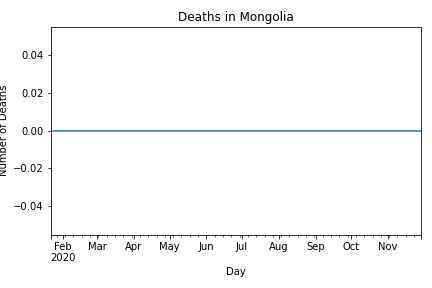 Deaths in Mongolia
Number of Deaths
0.04
0.02
0.00
−0.02
−0.04
Feb Mar Apr May Jun Jul Aug Sep Oct Nov
2020
Day